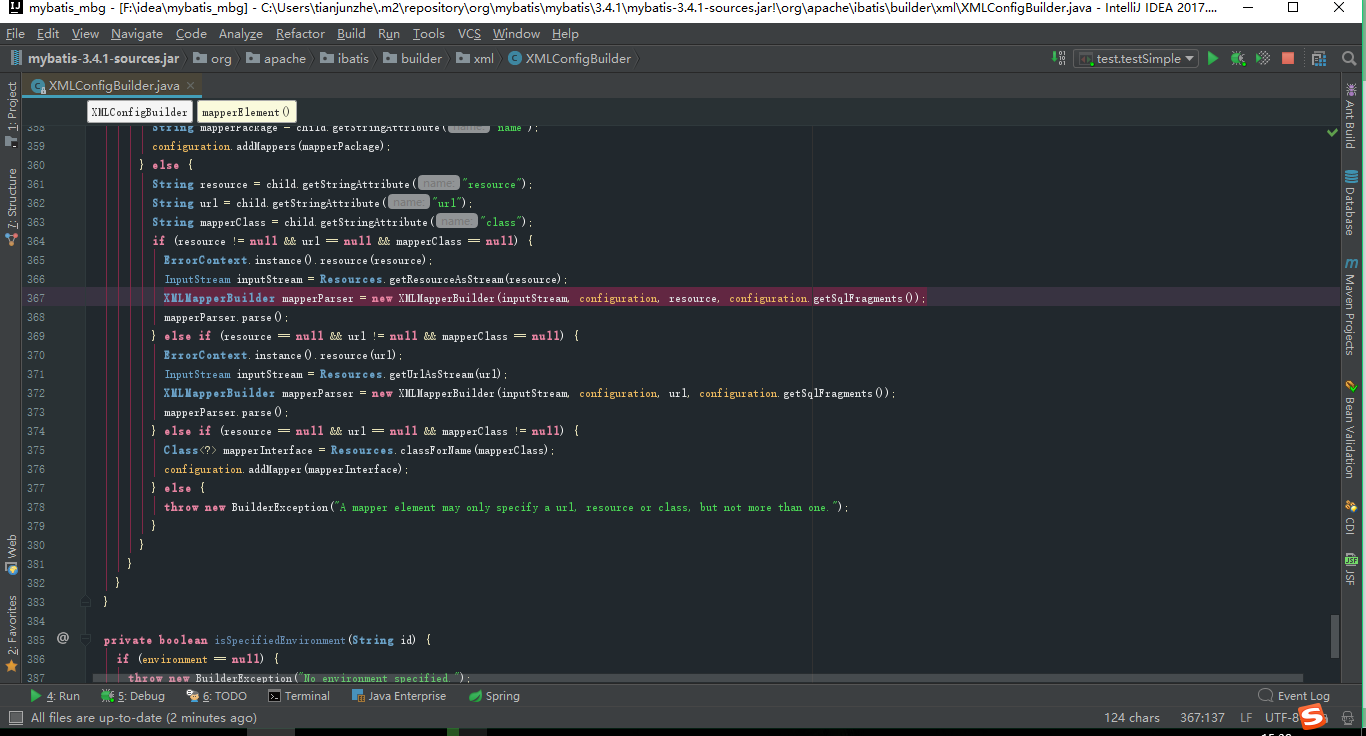 mybatis_mbg - [F:\idea\mybatis_mbg] - C:\Users\tianjunzhe\.m2\repository\org\mybatis\mybatis\3.4.1\mybatis-3.4.1-sources.jar!\org\apache\ibatis\builder\xml\XMLConfigBuilder.java - IntelliJ IDEA 2017....
File Edit View Navigate Code Analyze Refactor Build Run Tools VCS Window Help
mybatis-3.4.1-sources.jar org apache ibatis builder xml XMLConfigBuilder test.testSimple
XMLConfigBuilder.java
XMLConfigBuilder mapperElement()
358 String mapperPackage = child.getStringAttribute( name: "name");
359 configuration.addMappers(mapperPackage);
360 } else {
361 String resource = child.getStringAttribute( name: "resource");
362 String url = child.getStringAttribute( name: "url");
363 String mapperClass = child.getStringAttribute( name: "class");
364 if (resource != null && url == null && mapperClass == null) {
365 ErrorContext.instance().resource(resource);
366 InputStream inputStream = Resources.getResourceAsStream(resource);
367 XMLMapperBuilder mapperParser = new XMLMapperBuilder(inputStream, configuration, resource, configuration.getSqlFragments());
368 mapperParser.parse();
369 } else if (resource == null && url != null && mapperClass == null) {
370 ErrorContext.instance().resource(url);
371 InputStream inputStream = Resources.getUrlAsStream(url);
372 XMLMapperBuilder mapperParser = new XMLMapperBuilder(inputStream, configuration, url, configuration.getSqlFragments());
373 mapperParser.parse();
374 } else if (resource == null && url == null && mapperClass != null) {
375 Class<?> mapperInterface = Resources.classForName(mapperClass);
376 configuration.addMapper(mapperInterface);
377 } else {
378 throw new BuilderException("A mapper element may only specify a url, resource or class, but not more than one.");
379 }
380 }
381 }
382 }
383 }
384
385 @ private boolean isSpecifiedEnvironment(String id) {
386 if (environment == null) {
387 throw new BuilderException("No environment specified.");
1: Project
7: Structure
Web
2: Favorites
Ant Build
Database
Maven Projects
Bean Validation
CDI
JSF
4: Run 5: Debug 6: TODO Terminal Java Enterprise Spring Event Log
All files are up-to-date (2 minutes ago) 124 chars 367:137 LF UTF-8